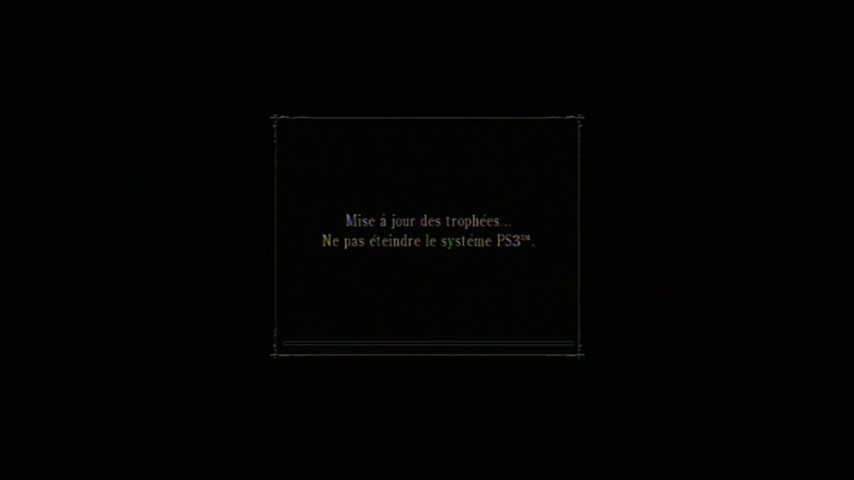 Mise à jour des trophées...
Ne pas éteindre le système PS3™.